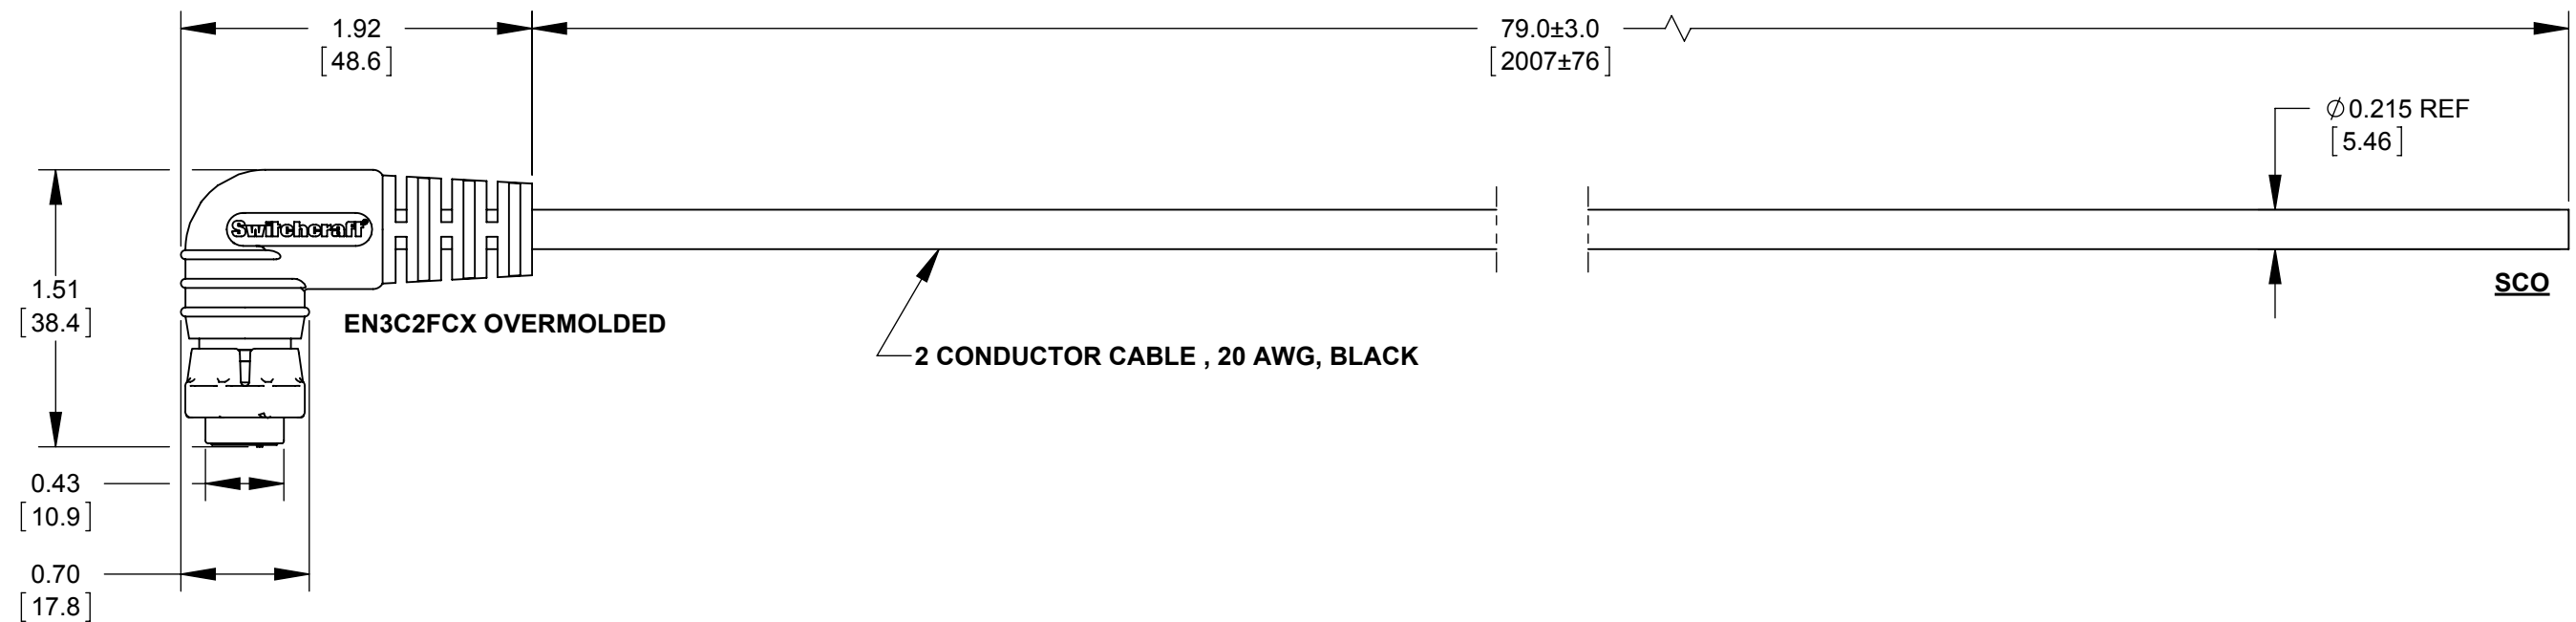 1.92
[48.6]
79.0±3.0
[2007±76]
Ø0.215 REF
[5.46]
Switchcraft®
1.51
[38.4]
SCO
EN3C2FCX OVERMOLDED
2 CONDUCTOR CABLE , 20 AWG, BLACK
0.43
[10.9]
0.70
[17.8]